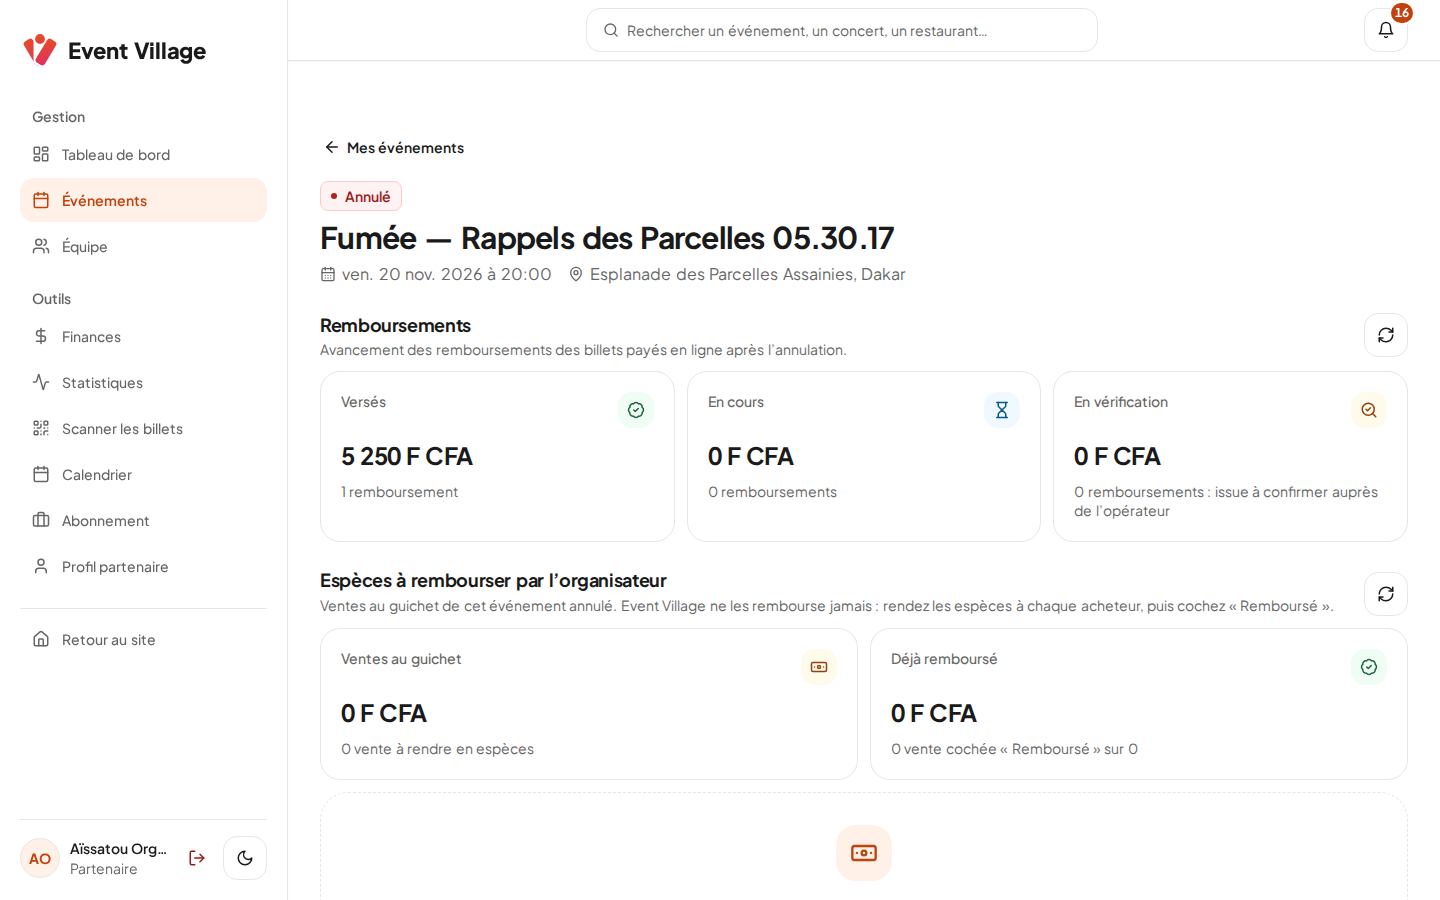 Event Village
Rechercher un événement, un concert, un restaurant…
16
Gestion
Tableau de bord
Événements
Équipe
Outils
Finances
Statistiques
Scanner les billets
Calendrier
Abonnement
Profil partenaire
Retour au site
AO
Aïssatou Org…
Partenaire
Mes événements
Annulé
Fumée — Rappels des Parcelles 05.30.17
ven. 20 nov. 2026 à 20:00
Esplanade des Parcelles Assainies, Dakar
Remboursements
Avancement des remboursements des billets payés en ligne après l’annulation.
Versés
5 250 F CFA
1 remboursement
En cours
0 F CFA
0 remboursements
En vérification
0 F CFA
0 remboursements : issue à confirmer auprès
de l’opérateur
Espèces à rembourser par l’organisateur
Ventes au guichet de cet événement annulé. Event Village ne les rembourse jamais : rendez les espèces à chaque acheteur, puis cochez « Remboursé ».
Ventes au guichet
0 F CFA
0 vente à rendre en espèces
Déjà remboursé
0 F CFA
0 vente cochée « Remboursé » sur 0